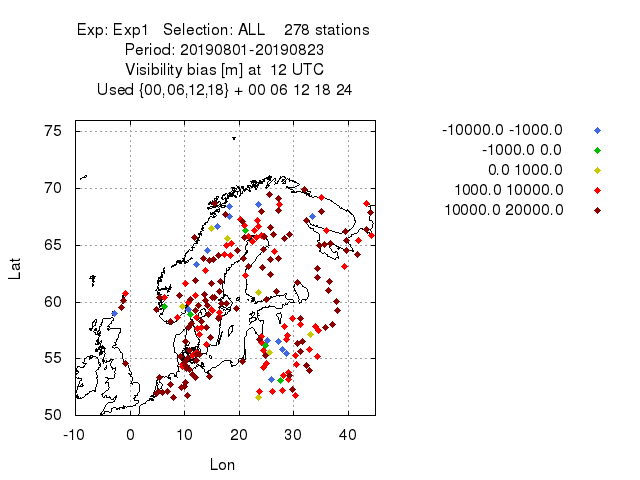 Exp: Exp1   Selection: ALL    278 stations
Period: 20190801-20190823
Visibility bias [m] at  12 UTC
Used {00,06,12,18} + 00 06 12 18 24
-10000.0 -1000.0
-1000.0 0.0
0.0 1000.0
1000.0 10000.0
10000.0 20000.0
75
70
65
60
55
50
Lat
-10 0 10 20 30 40
Lon